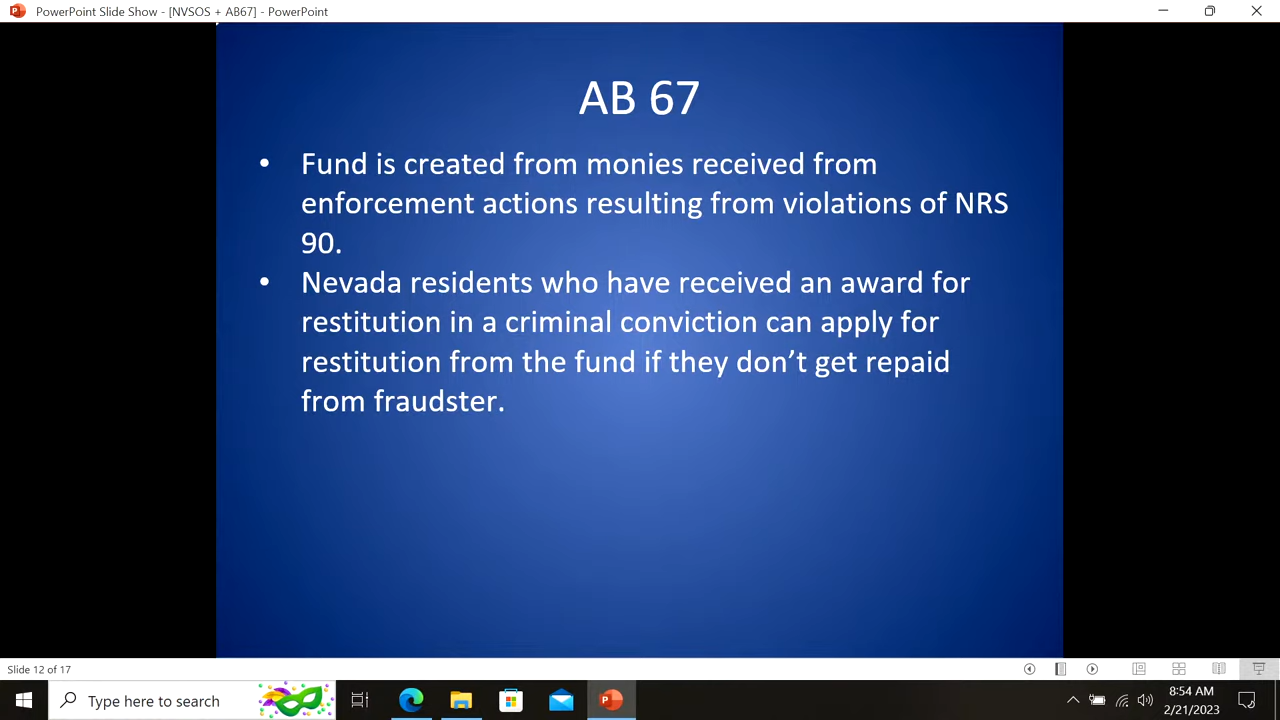 PowerPoint Slide Show - [NVSOS + AB67] - PowerPoint
AB 67
• Fund is created from monies received from
enforcement actions resulting from violations of NRS
90.
• Nevada residents who have received an award for
restitution in a criminal conviction can apply for
restitution from the fund if they don’t get repaid
from fraudster.
Slide 12 of 17
Type here to search
8:54 AM
2/21/2023